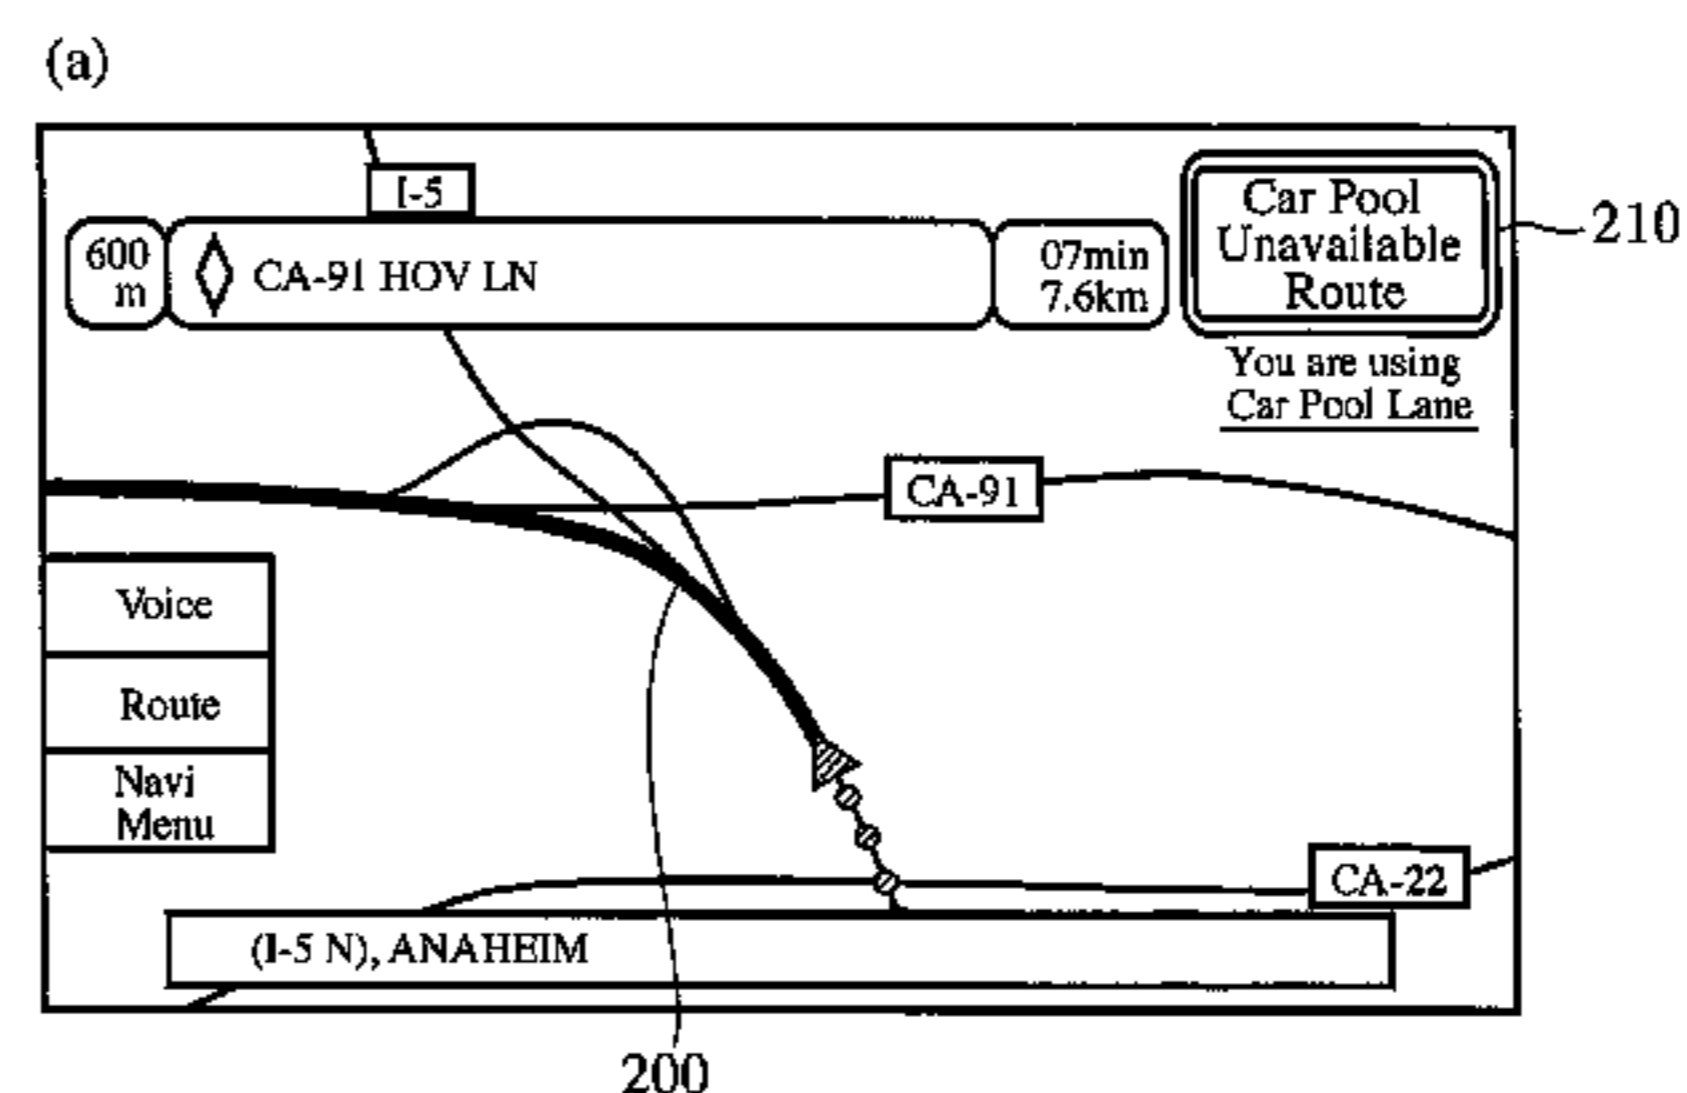 (a)
I-5
600
m
CA-91 HOV LN
07min
7.6km
Car Pool
Unavailable
Route
210
You are using
Car Pool Lane
CA-91
Voice
Route
Navi
Menu
CA-22
(I-5 N), ANAHEIM
200